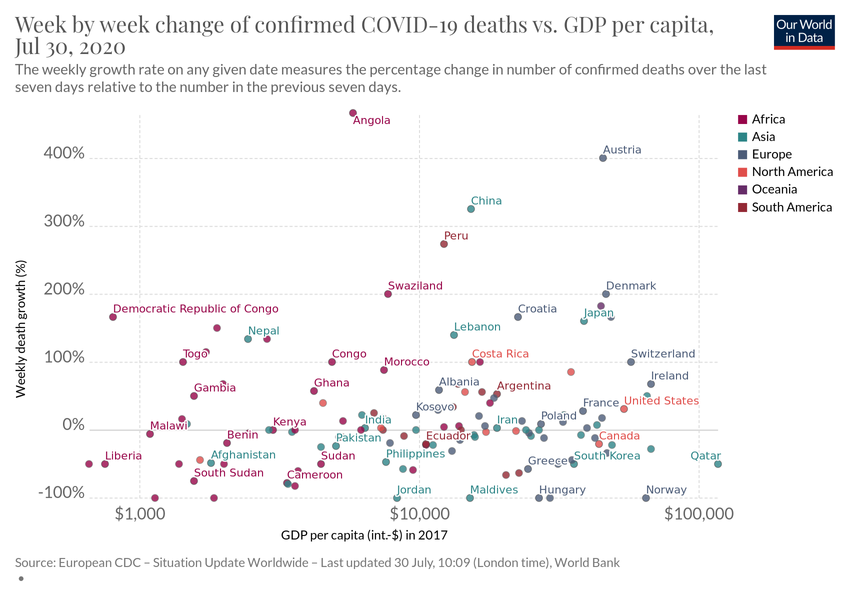 Week by week change of confirmed COVID-19 deaths vs. GDP per capita,
Jul 30, 2020
Our World
in Data
The weekly growth rate on any given date measures the percentage change in number of confirmed deaths over the last
seven days relative to the number in the previous seven days.
Angola
Africa
Asia
Europe
North America
Oceania
South America
400%
Austria
300%
China
Peru
200%
Swaziland
Denmark
Democratic Republic of Congo
Croatia
Japan
Nepal
Lebanon
100%
Togo
Congo
Costa Rica
Switzerland
Morocco
Ireland
Gambia
Ghana
Albania
Argentina
United States
Kosovo
France
0%
Malawi
Kenya
India
Iran
Poland
Benin
Pakistan
Ecuador
Canada
Liberia
Afghanistan
Sudan
Philippines
Greece
South Korea
Qatar
South Sudan
Cameroon
-100%
Jordan
Maldives
Hungary
Norway
$1,000
$10,000
$100,000
Weekly death growth (%)
GDP per capita (int.-$) in 2017
Source: European CDC – Situation Update Worldwide – Last updated 30 July, 10:09 (London time), World Bank